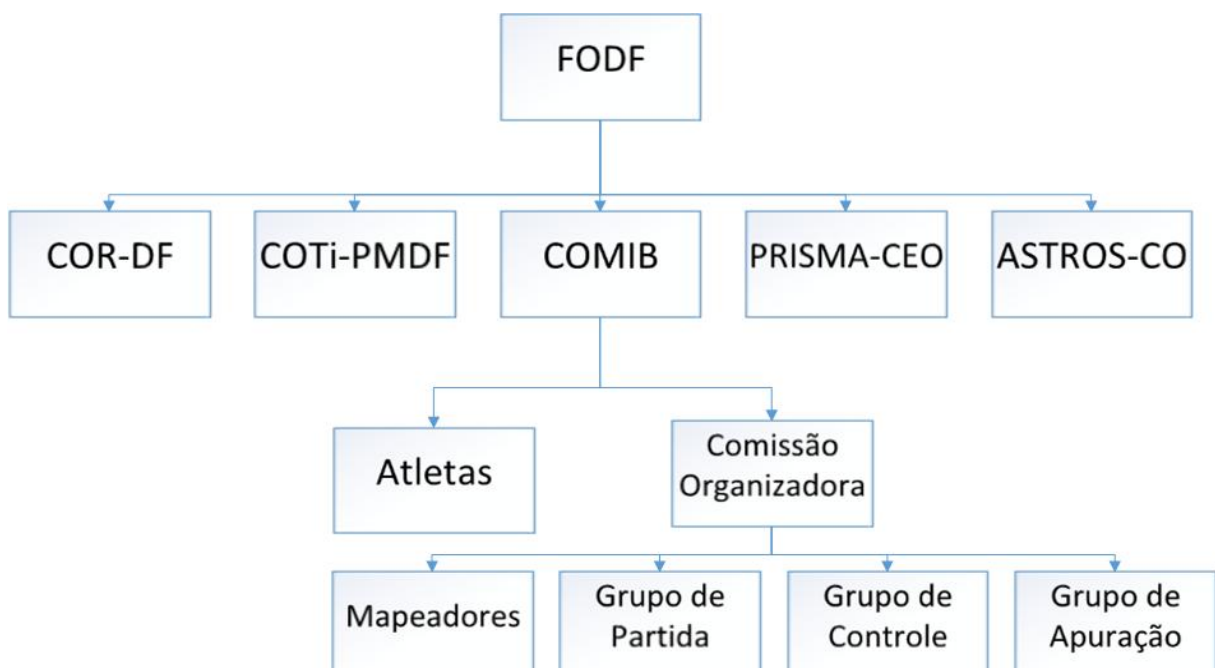 FODF
COR-DF
COTi-PMDF
COMIB
PRISMA-CEO
ASTROS-CO
Atletas
Comissão
Organizadora
Mapeadores
Grupo de
Partida
Grupo de
Controle
Grupo de
Apuração